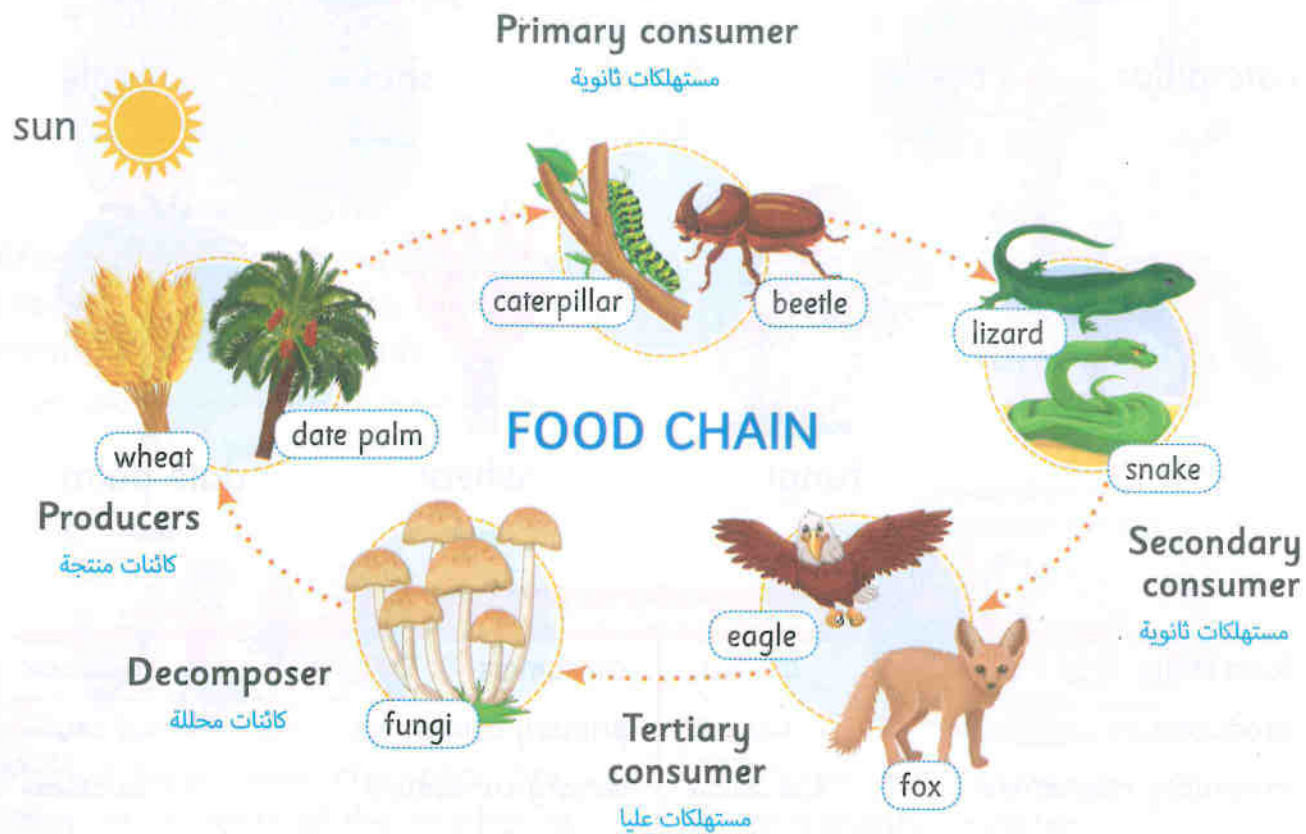 Primary consumer
مستهلكات ثانوية
sun
caterpillar
beetle
lizard
snake
wheat
date palm
FOOD CHAIN
Producers
كائنات منتجة
Secondary
consumer
مستهلكات ثانوية
eagle
fox
Decomposer
كائنات محللة
fungi
Tertiary
consumer
مستهلكات عليا